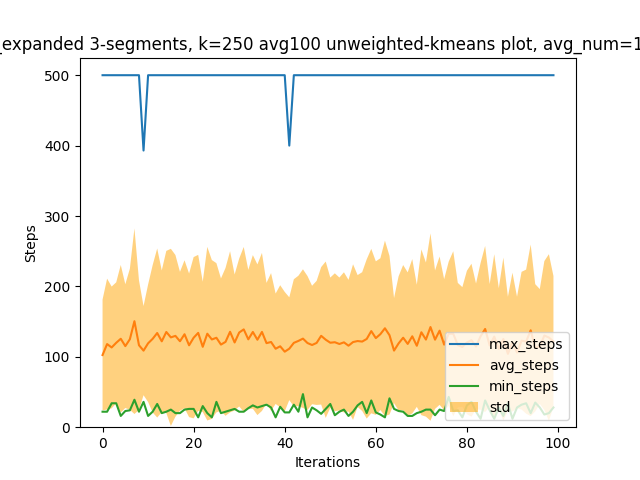 _expanded 3-segments, k=250 avg100 unweighted-kmeans plot, avg_num=1
500
400
300
200
100
0
Steps
0 20 40 60 80 100
Iterations
max_steps
avg_steps
min_steps
std